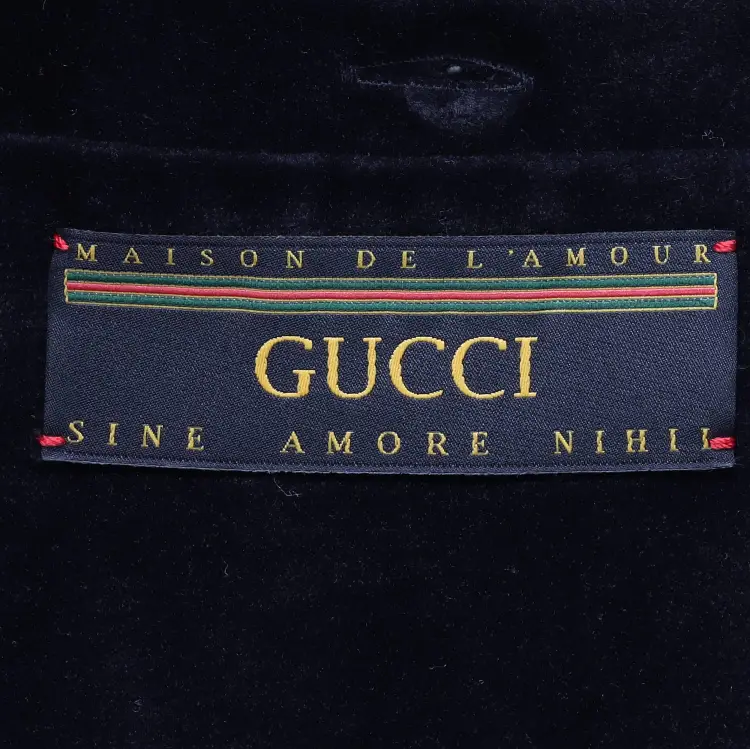 MAISON DE L'AMOUR
GUCCI
SINE AMORE NIHIL